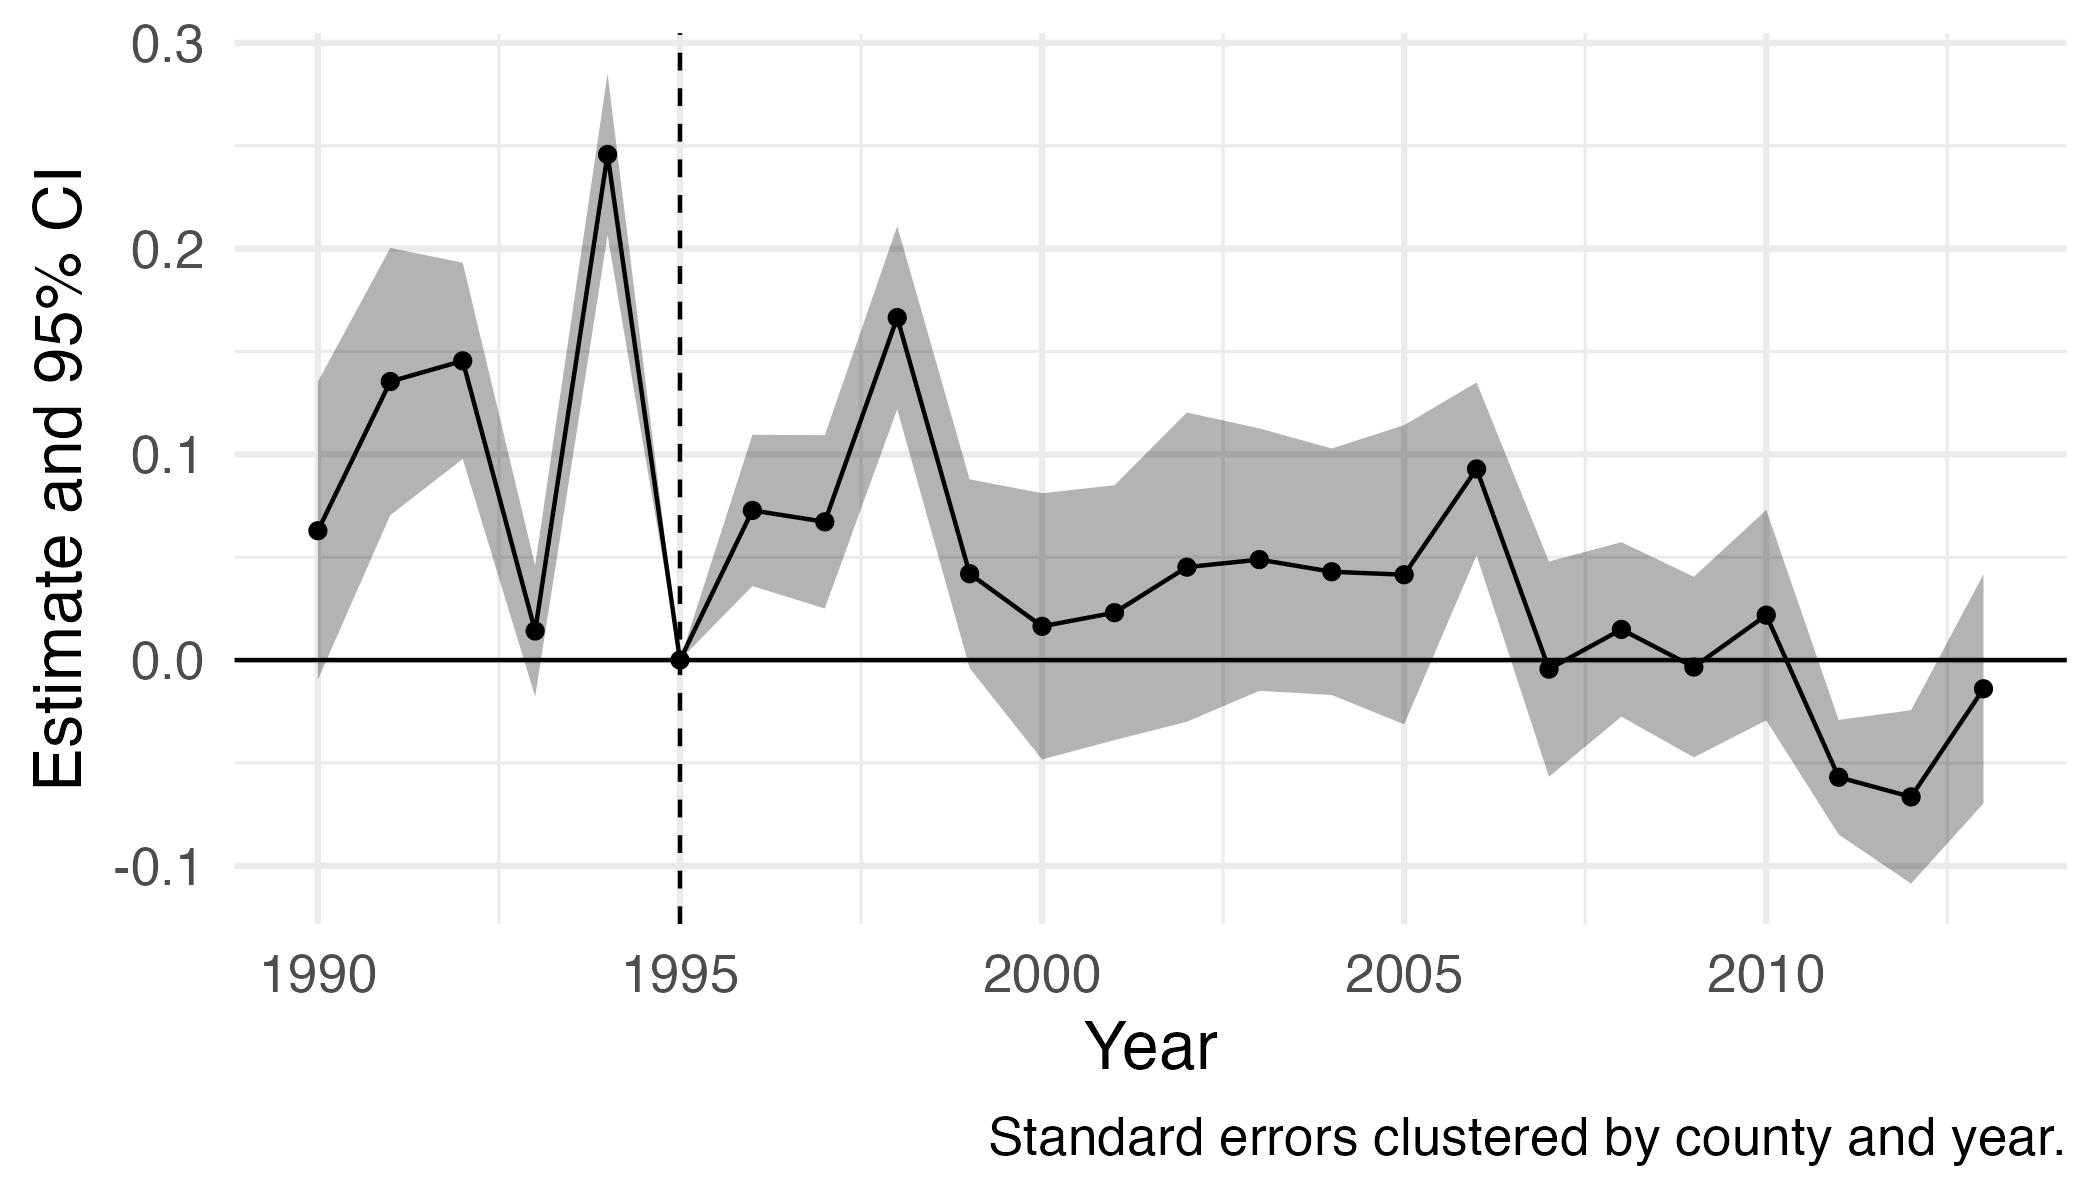 Estimate and 95% CI
0.3
0.2
0.1
0.0
-0.1
1990 1995 2000 2005 2010
Year
Standard errors clustered by county and year.